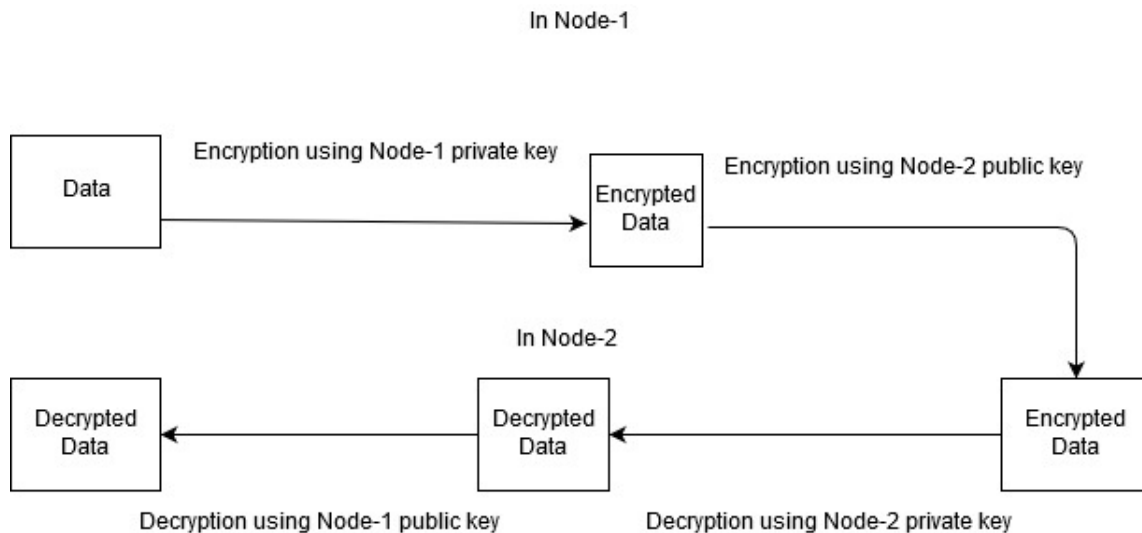 In Node-1
Encryption using Node-1 private key
Encryption using Node-2 public key
Data
Encrypted
Data
In Node-2
Decrypted
Data
Decrypted
Data
Encrypted
Data
Decryption using Node-1 public key
Decryption using Node-2 private key